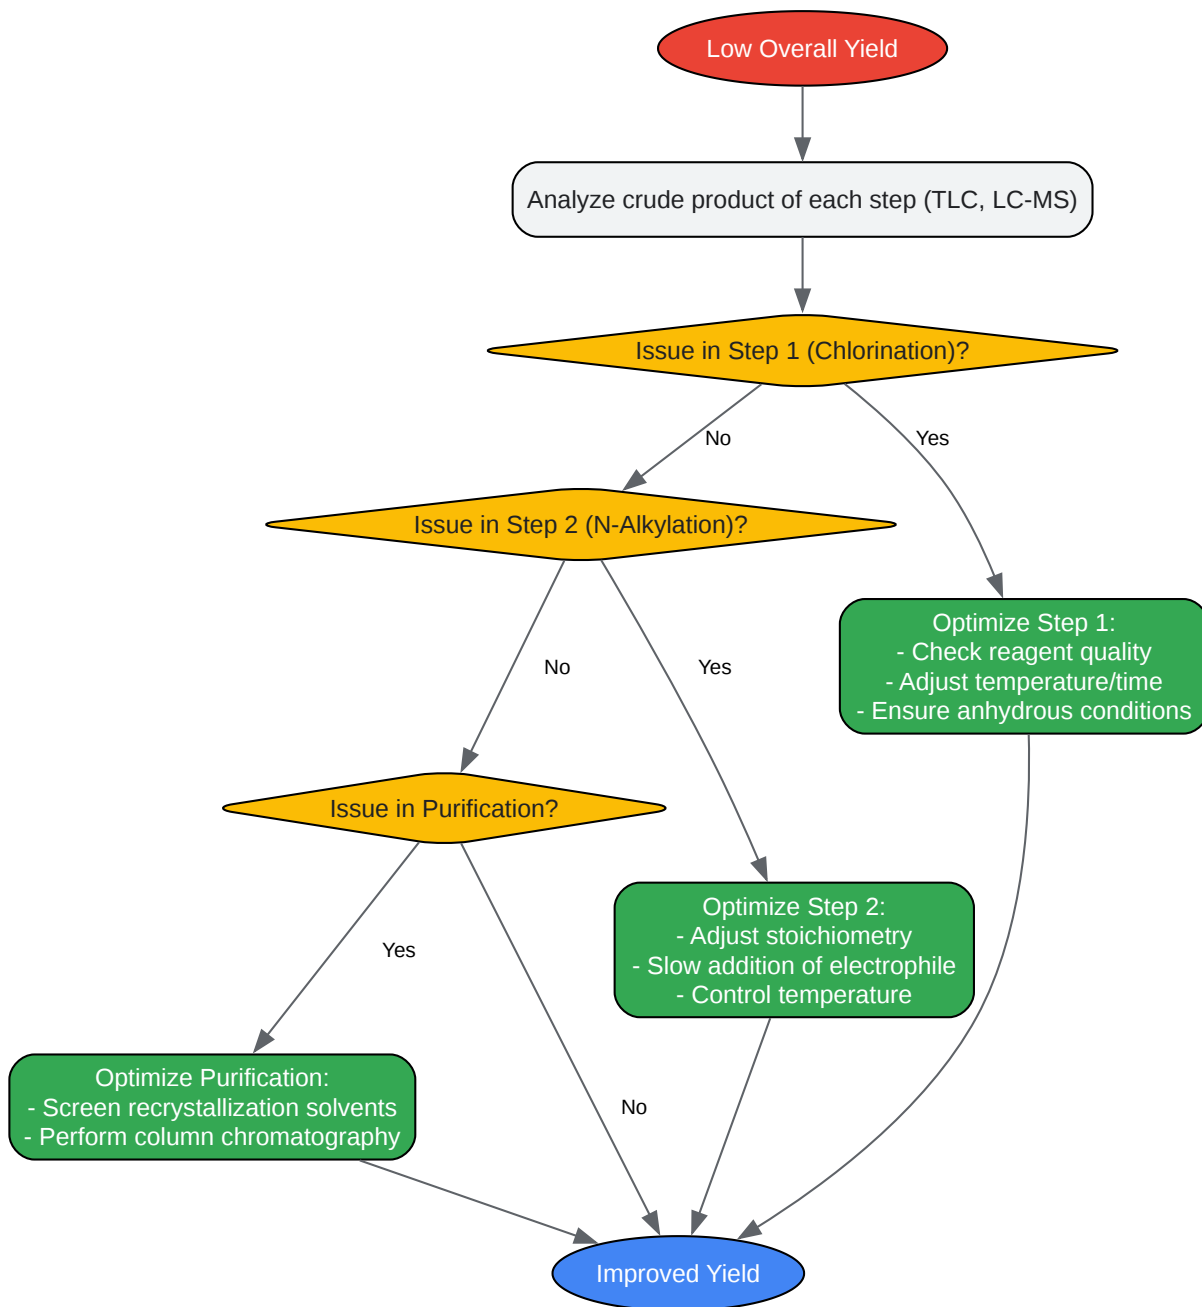 Low Overall Yield
Analyze crude product of each step (TLC, LC-MS)
Issue in Step 1 (Chlorination)?
No
Yes
Issue in Step 2 (N-Alkylation)?
Optimize Step 1:
- Check reagent quality
- Adjust temperature/time
- Ensure anhydrous conditions
No
Yes
Issue in Purification?
Optimize Step 2:
- Adjust stoichiometry
- Slow addition of electrophile
- Control temperature
Yes
No
Optimize Purification:
- Screen recrystallization solvents
- Perform column chromatography
Improved Yield